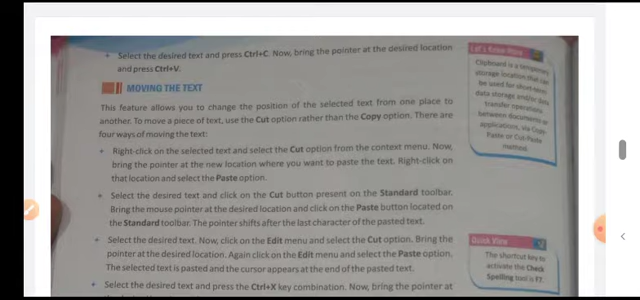 Select the desired text and press Ctrl+C. Now, bring the pointer at the desired location
and press Ctrl+V.
MOVING THE TEXT
This feature allows you to change the position of the selected text from one place to
another. To move a piece of text, use the Cut option rather than the Copy option. There are
four ways of moving the text:
Right-click on the selected text and select the Cut option from the context menu. Now,
bring the pointer at the new location where you want to paste the text. Right-click on
that location and select the Paste option.
Select the desired text and click on the Cut button present on the Standard toolbar.
Bring the mouse pointer at the desired location and click on the Paste button located on
the Standard toolbar. The pointer shifts after the last character of the pasted text.
Select the desired text. Now, click on the Edit menu and select the Cut option. Bring the
pointer at the desired location. Again click on the Edit menu and select the Paste option.
The selected text is pasted and the cursor appears at the end of the pasted text.
Select the desired text and press the Ctrl+X key combination. Now, bring the pointer at
Let's Know More
Clipboard is a temporary
storage location that can
be used for short-term
data storage and/or data
transfer operations
between documents or
applications, via Copy-
Paste or Cut-Paste
method.
Quick View
The shortcut key to
activate the Check
Spelling tool is F7.